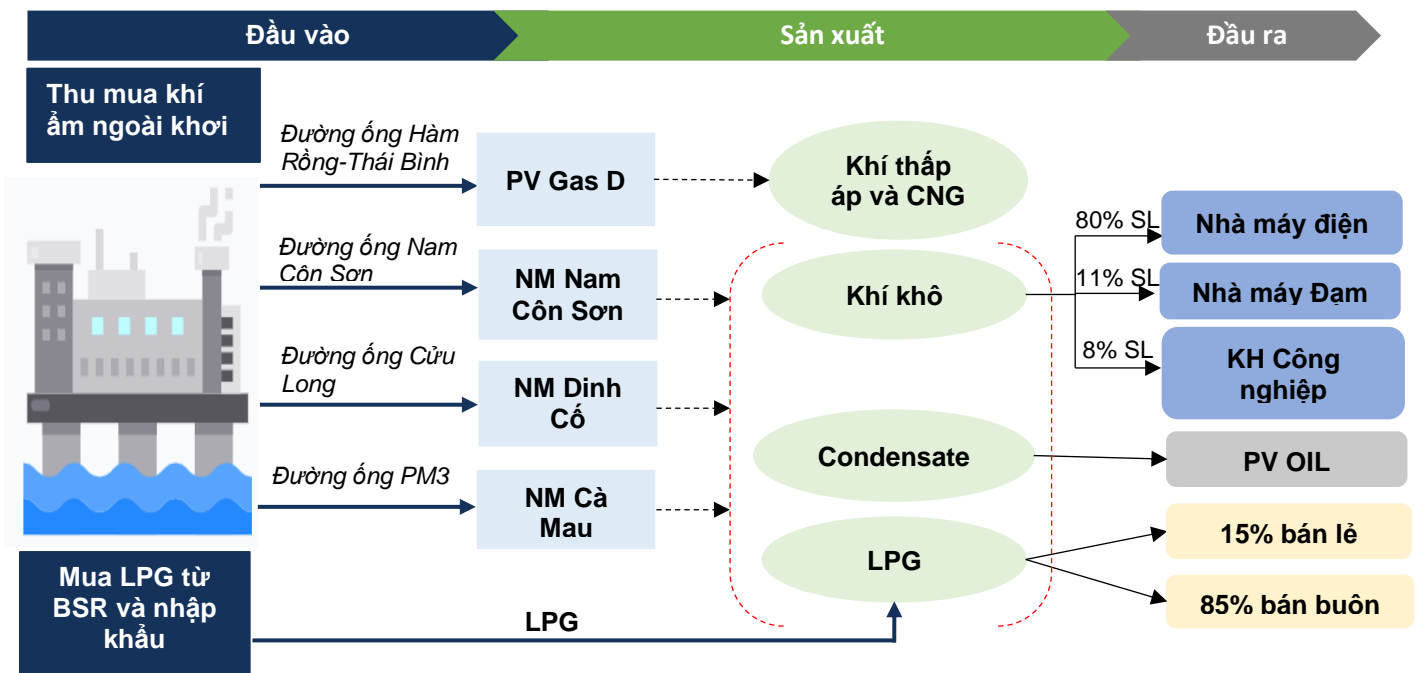 Đầu vào
Sản xuất
Đầu ra
Thu mua khí
ẩm ngoài khơi
Đường ống Hàm
Rồng-Thái Bình
PV Gas D
Khí thấp
áp và CNG
Đường ống Nam
Côn Sơn
NM Nam
Côn Sơn
Khí khô
80% SL
Nhà máy điện
11% SL
Nhà máy Đạm
8% SL
KH Công
nghiệp
Đường ống Cửu
Long
NM Dinh
Cố
Condensate
PV OIL
Đường ống PM3
NM Cà
Mau
LPG
15% bán lẻ
85% bán buôn
Mua LPG từ
BSR và nhập
khẩu
LPG